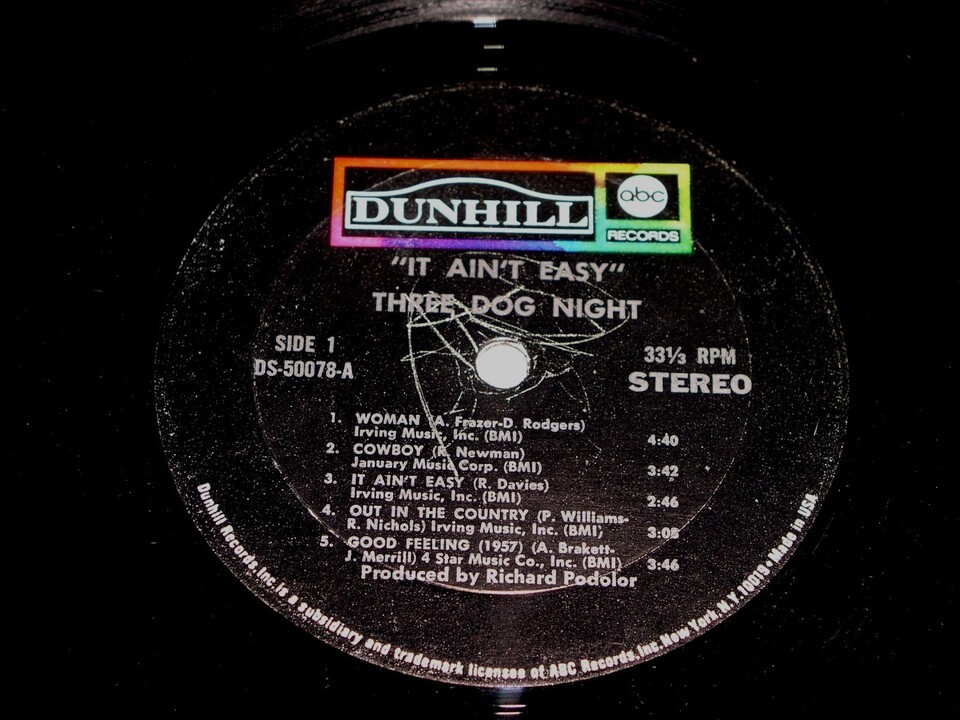 DUNHILL
abc
RECORDS
"IT AIN'T EASY"
THREE DOG NIGHT
SIDE 1
DS-50078-A
33⅓ RPM
STEREO
1. WOMAN (A. Frazer-D. Rodgers)
Irving Music, Inc. (BMI) 4:40
2. COWBOY (R. Newman)
January Music Corp. (BMI) 3:42
3. IT AIN'T EASY (R. Davies)
Irving Music, Inc. (BMI) 2:46
4. OUT IN THE COUNTRY (P. Williams-
R. Nichols) Irving Music, Inc. (BMI) 3:08
5. GOOD FEELING (1957) (A. Brakett-
J. Merrill) 4 Star Music Co., Inc. (BMI) 3:46
Produced by Richard Podolor
Dunhill Records, Inc. is a subsidiary and trademark licensee of ABC Records, Inc. New York, N.Y. 10019 • Made in USA